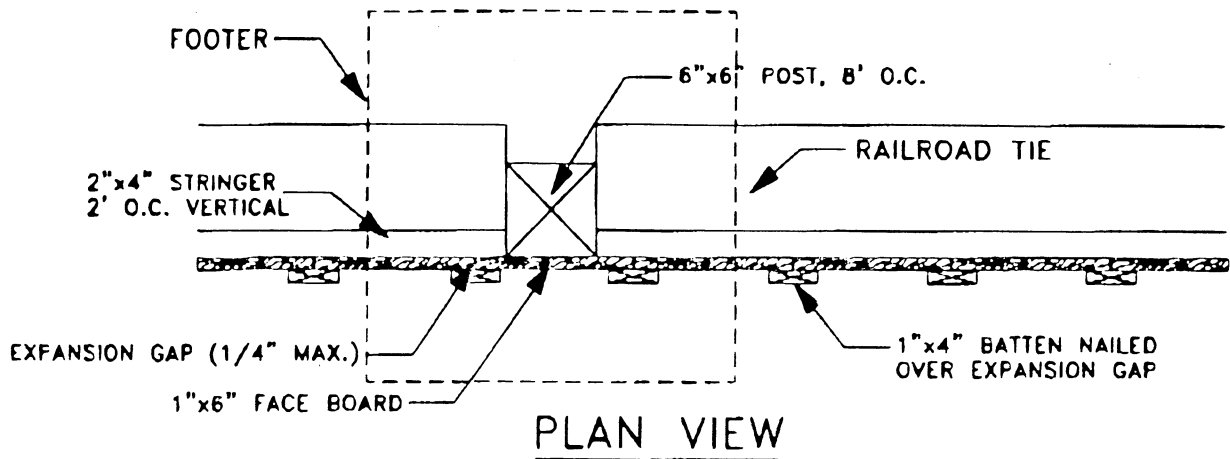 FOOTER
6"x6" POST, 8' O.C.
RAILROAD TIE
2"x4" STRINGER
2' O.C. VERTICAL
EXFANSION GAP (1/4" MAX.)
1"x4" BATTEN NAILED
OVER EXPANSION GAP
1"x6" FACE BOARD
PLAN VIEW